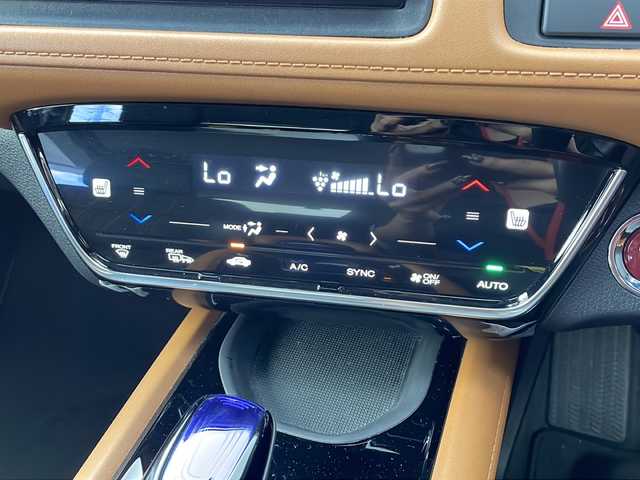 Lo Lo
MODE
FRONT REAR A/C SYNC ON/OFF AUTO